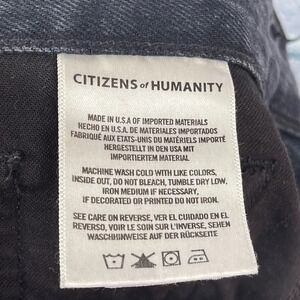 CITIZENS of HUMANITY
MADE IN U.S.A OF IMPORTED MATERIALS
HECHO EN U.S.A. DE MATERIALES IMPORTADOS
FABRIQUÉ AUX ETATS-UNIS DU MATÉRIELS IMPORTÉ
HERGESTELLT IN DEN USA MIT
IMPORTIERTEM MATERIAL
MACHINE WASH COLD WITH LIKE COLORS,
INSIDE OUT, DO NOT BLEACH, TUMBLE DRY LOW,
IRON MEDIUM IF NECESSARY,
IF DECORATED OR PRINTED DO NOT IRON.
SEE CARE ON REVERSE, VER EL CUIDADO EN EL
REVERSO, VOIR LE SOIN SUR L'INVERSE, SEHEN
WASCHHINWEISE AUF DER RÜCKSEITE